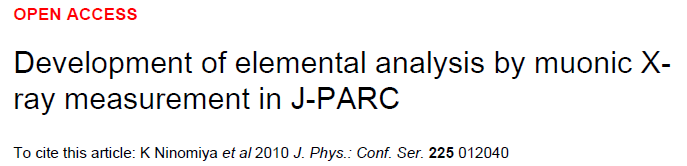 OPEN ACCESS
Development of elemental analysis by muonic X-
ray measurement in J-PARC
To cite this article: K Ninomiya et al 2010 J. Phys.: Conf. Ser. 225 012040